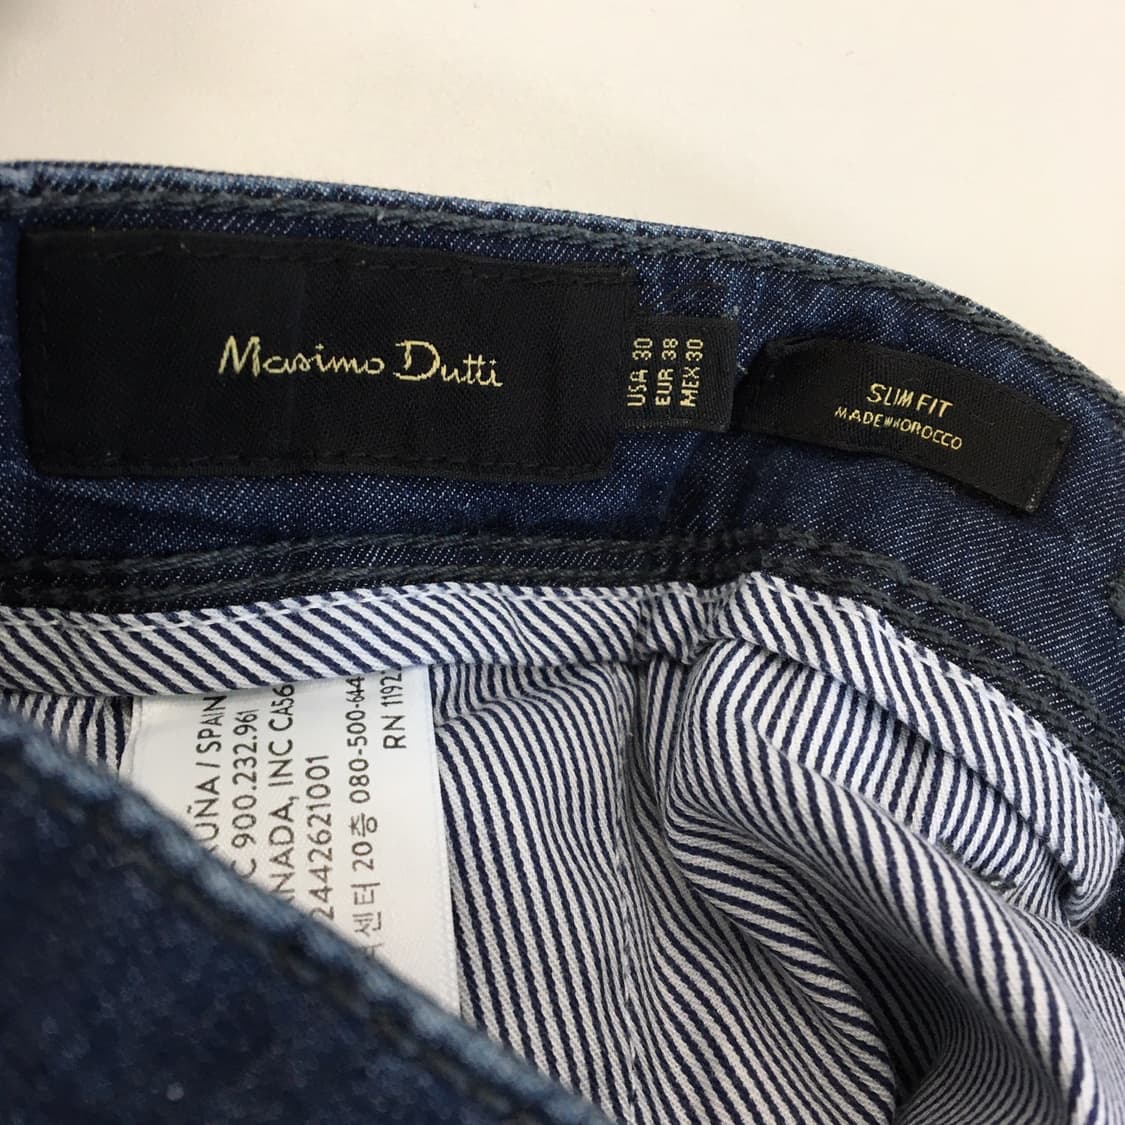 Massimo Dutti
USA 30
EUR 38
MEX 30
SLIM FIT
MADE IN MOROCCO
UÑA / SPAIN
C 900.232.961
NADA, INC CA56
2442621001
센터 20층 080-500-644
RN 1192